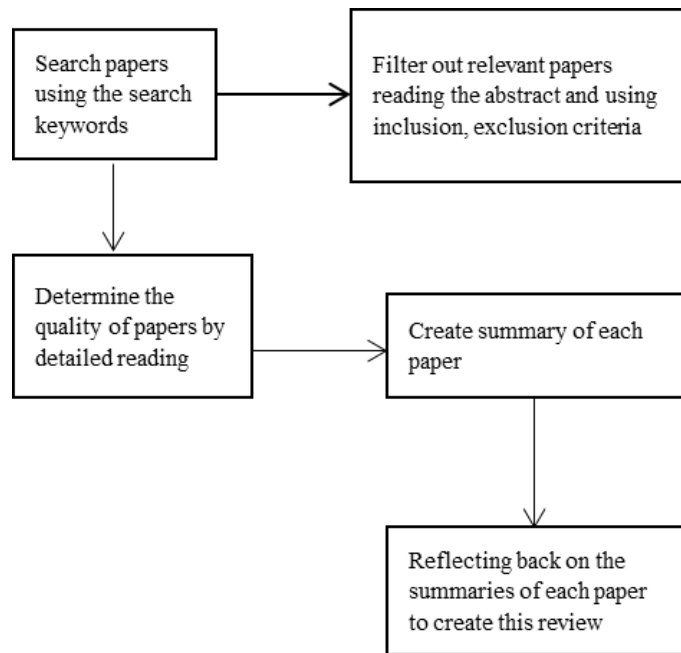 Search papers
using the search
keywords
Filter out relevant papers
reading the abstract and using
inclusion, exclusion criteria
Determine the
quality of papers by
detailed reading
Create summary of each
paper
Reflecting back on the
summaries of each paper
to create this review